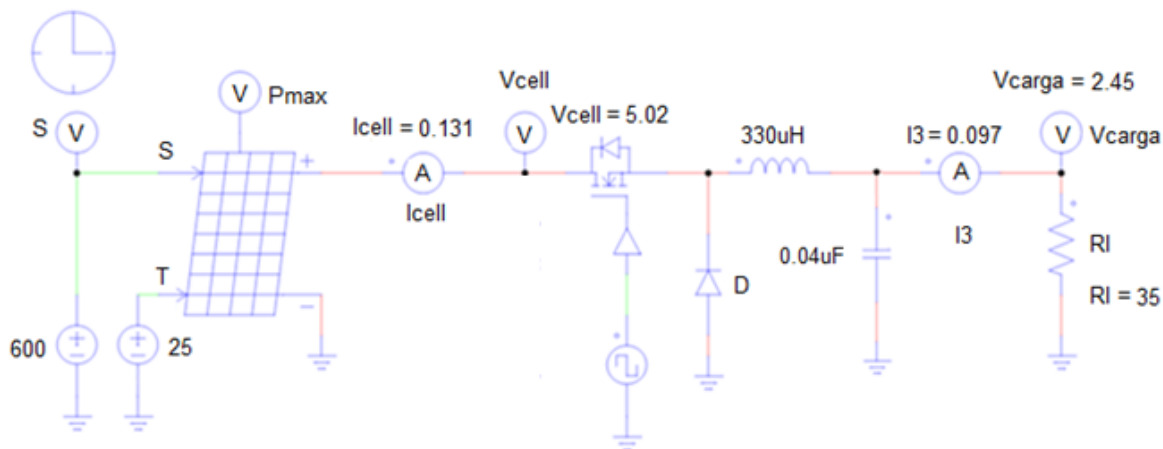 Vcell
Vcarga = 2.45
V
Pmax
Vcell = 5.02
S
V
Icell = 0.131
V
330uH
I3 = 0.097
V
Vcarga
S
+
A
A
Icell
I3
0.04uF
Rl
T
D
Rl = 35
600
25